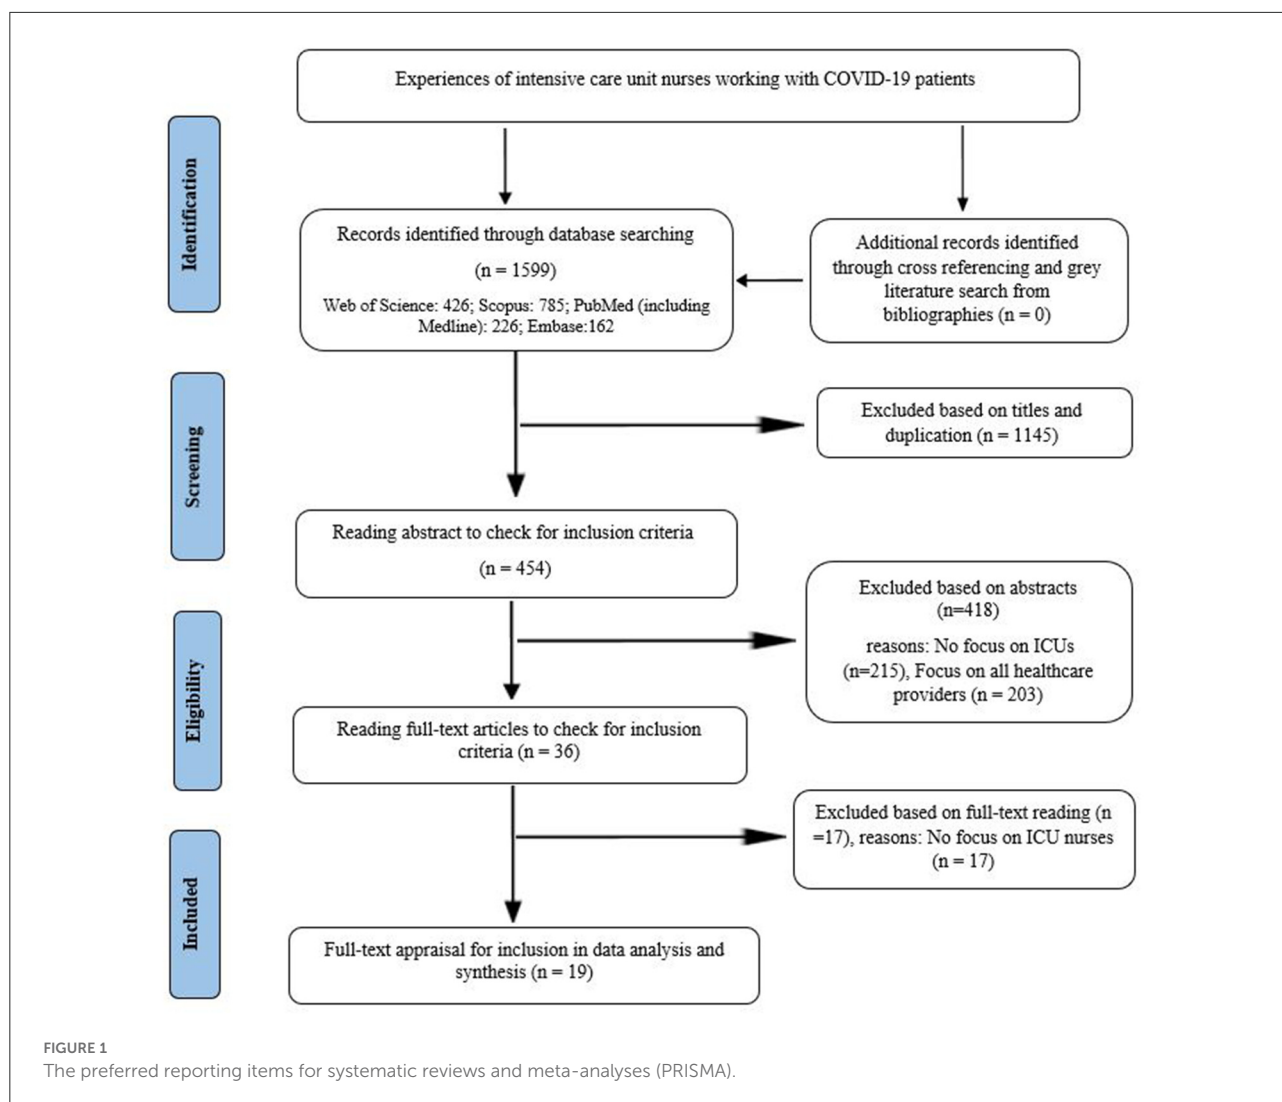 Experiences of intensive care unit nurses working with COVID-19 patients
Identification
Records identified through database searching
(n = 1599)
Web of Science: 426; Scopus: 785; PubMed (including
Medline): 226; Embase:162
Additional records identified
through cross referencing and grey
literature search from
bibliographies (n = 0)
Screening
Excluded based on titles and
duplication (n = 1145)
Reading abstract to check for inclusion criteria
(n = 454)
Eligibility
Excluded based on abstracts
(n=418)
reasons: No focus on ICUs
(n=215), Focus on all healthcare
providers (n = 203)
Reading full-text articles to check for inclusion
criteria (n = 36)
Included
Excluded based on full-text reading (n
=17), reasons: No focus on ICU nurses
(n = 17)
Full-text appraisal for inclusion in data analysis and
synthesis (n = 19)
FIGURE 1
The preferred reporting items for systematic reviews and meta-analyses (PRISMA).